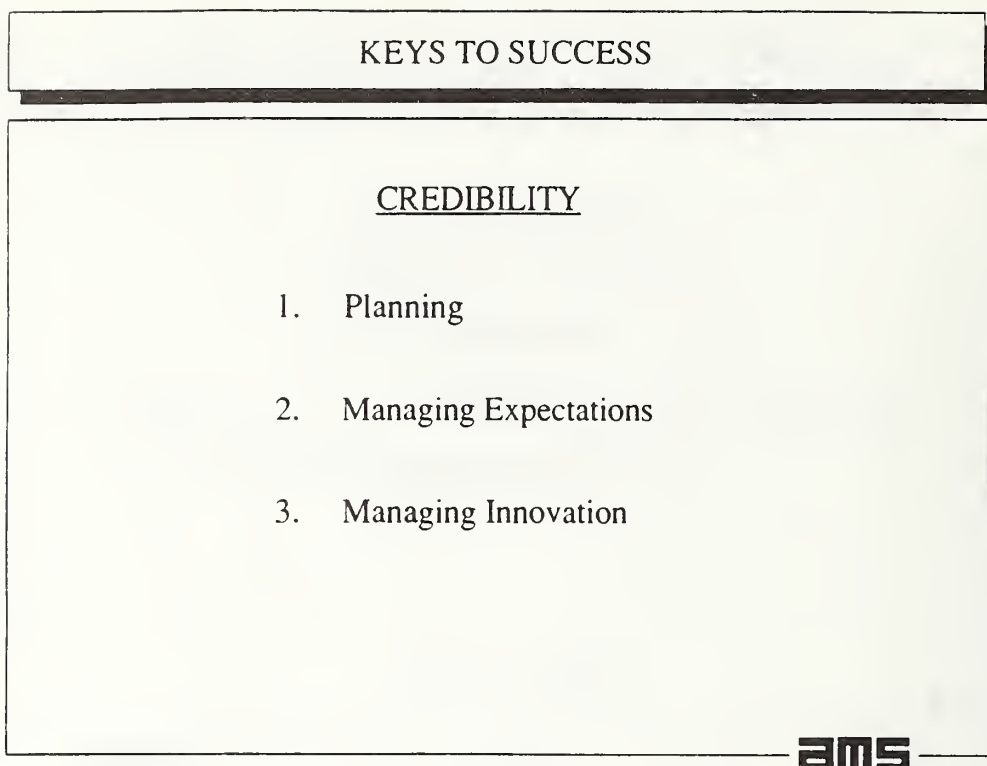 KEYS TO SUCCESS
CREDIBILITY
1. Planning
2. Managing Expectations
3. Managing Innovation
ams